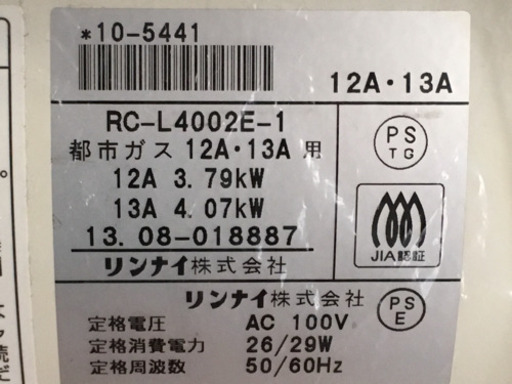 *10-5441
12A・13A
RC-L4002E-1
都市ガス 12A・13A 用
12A 3.79kW
13A 4.07kW
13.08-018887
リンナイ株式会社
PS
TG
JIA認証
リンナイ株式会社
PS
E
定格電圧 AC 100V
定格消費電力 26/29W
定格周波数 50/60Hz